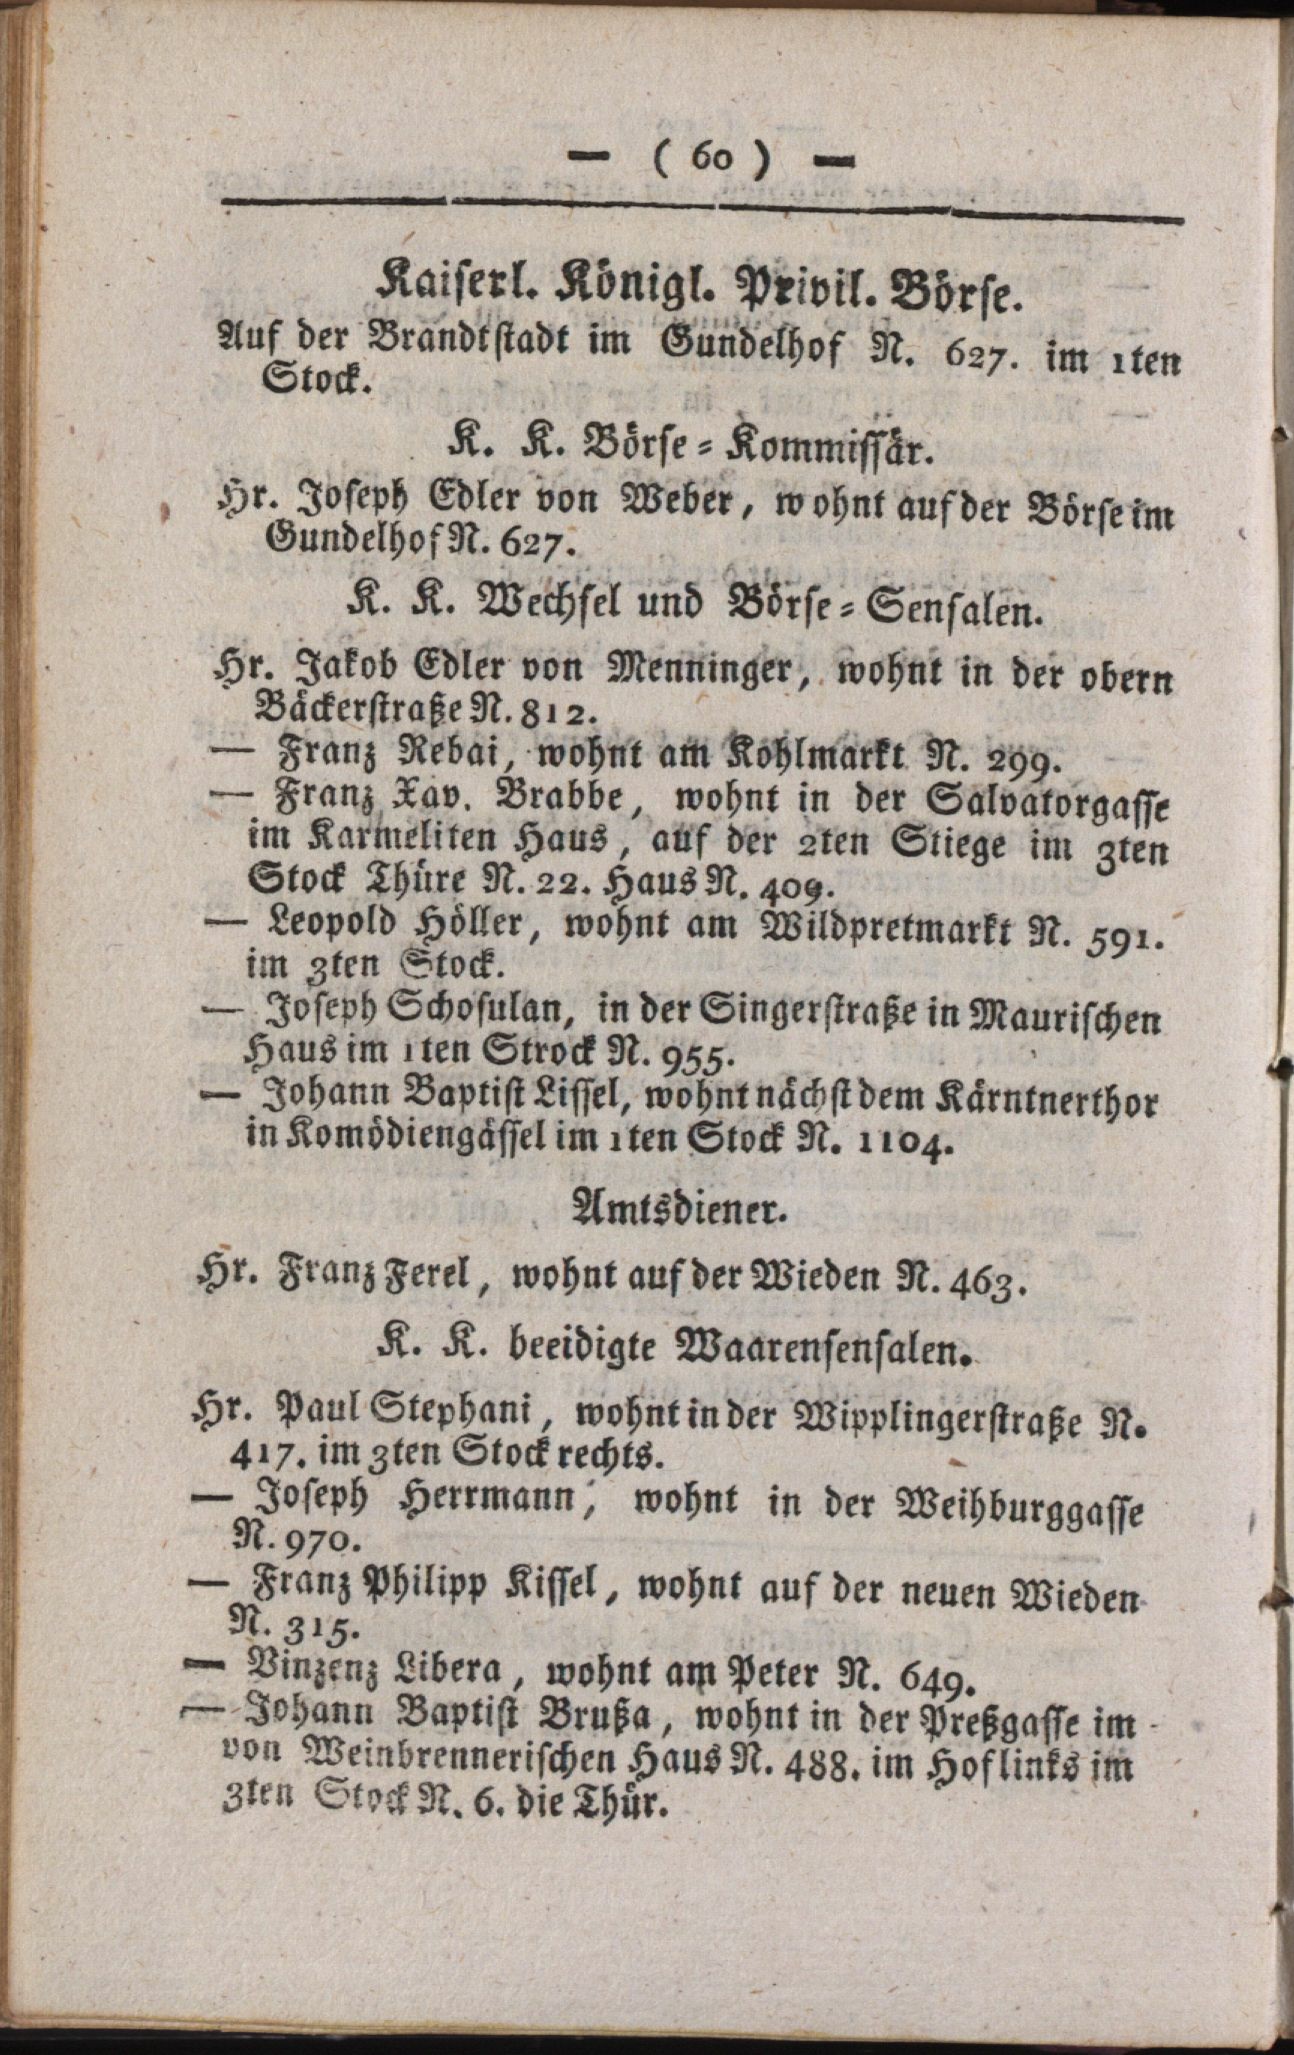 — ( 60 ) —
Kaiserl. Königl. Privil. Börse.
Auf der Brandtstadt im Gundelhof N. 627. im 1ten
Stock.
K. K. Börse = Kommissär.
Hr. Joseph Edler von Weber, wohnt auf der Börse im
Gundelhof N. 627.
K. K. Wechsel und Börse = Sensalen.
Hr. Jakob Edler von Menninger, wohnt in der obern
Bäckerstraße N. 812.
— Franz Rebai, wohnt am Kohlmarkt N. 299.
— Franz Xav. Brabbe, wohnt in der Salvatorgasse
im Karmeliten Haus, auf der 2ten Stiege im 3ten
Stock Thüre N. 22. Haus N. 409.
— Leopold Höller, wohnt am Wildpretmarkt N. 591.
im 3ten Stock.
— Joseph Schosulan, in der Singerstraße in Maurischen
Haus im 1ten Strock N. 955.
— Johann Baptist Lissel, wohnt nächst dem Kärntnerthor
in Komödiengässel im 1ten Stock N. 1104.
Amtsdiener.
Hr. Franz Ferel, wohnt auf der Wieden N. 463.
K. K. beeidigte Waarensensalen.
Hr. Paul Stephani, wohnt in der Wipplingerstraße N.
417. im 3ten Stock rechts.
— Joseph Herrmann, wohnt in der Weihburggasse
N. 970.
— Franz Philipp Kissel, wohnt auf der neuen Wieden
N. 315.
— Vinzenz Libera, wohnt am Peter N. 649.
— Johann Baptist Brußa, wohnt in der Preßgasse im
von Weinbrennerischen Haus N. 488. im Hof links im
3ten Stock N. 6. die Thür.